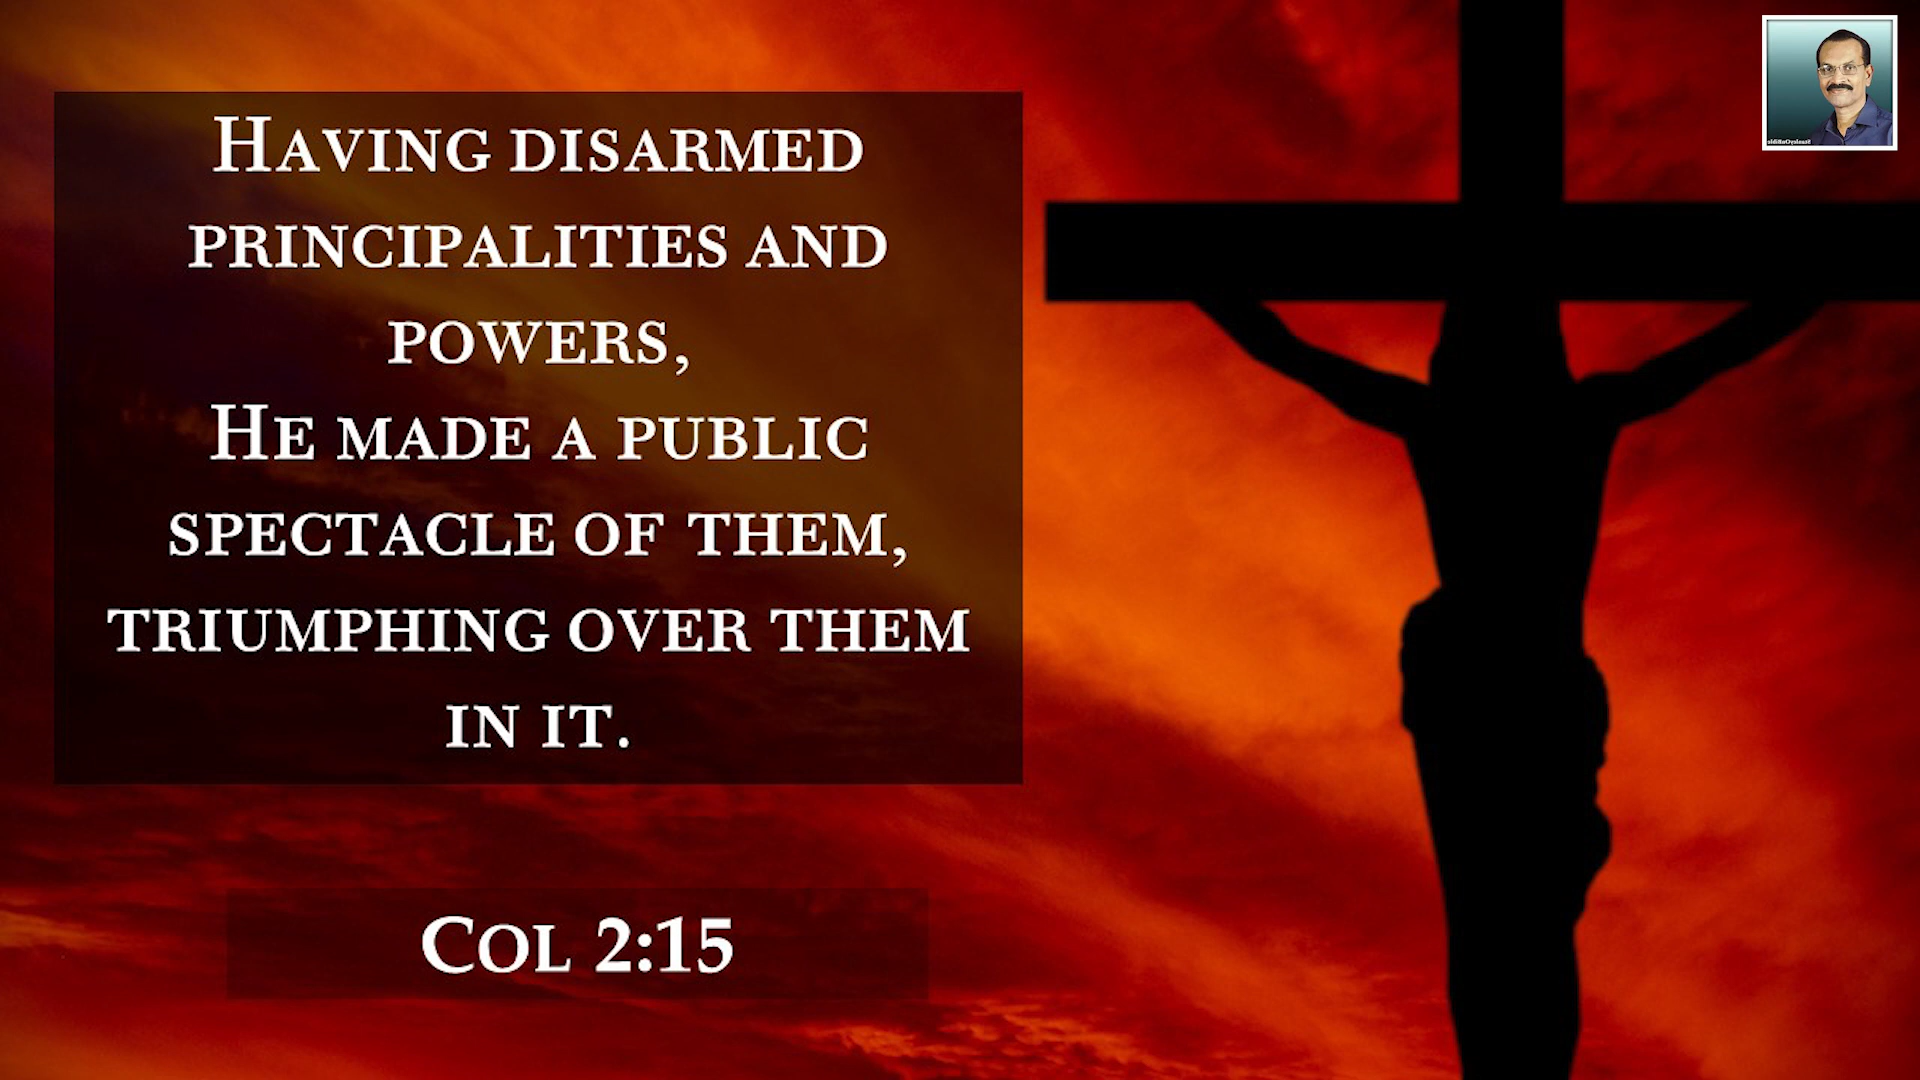 Having disarmed
principalities and
powers,
He made a public
spectacle of them,
triumphing over them
in it.
Col 2:15
StanleyOnBible